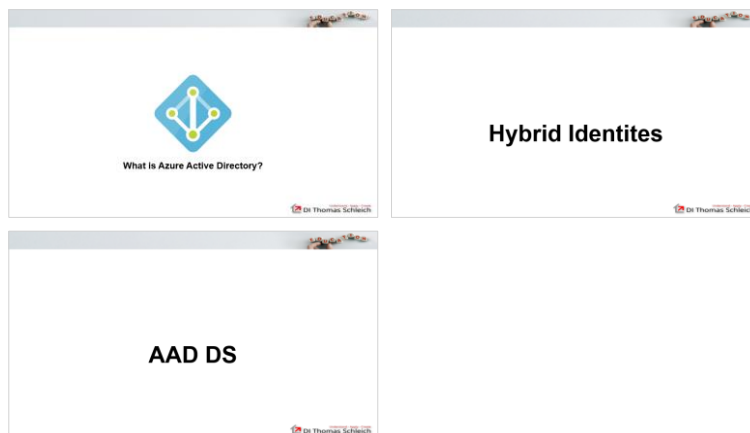 What is Azure Active Directory?
DI Thomas Schleich
Hybrid Identites
DI Thomas Schleich
AAD DS
DI Thomas Schleich